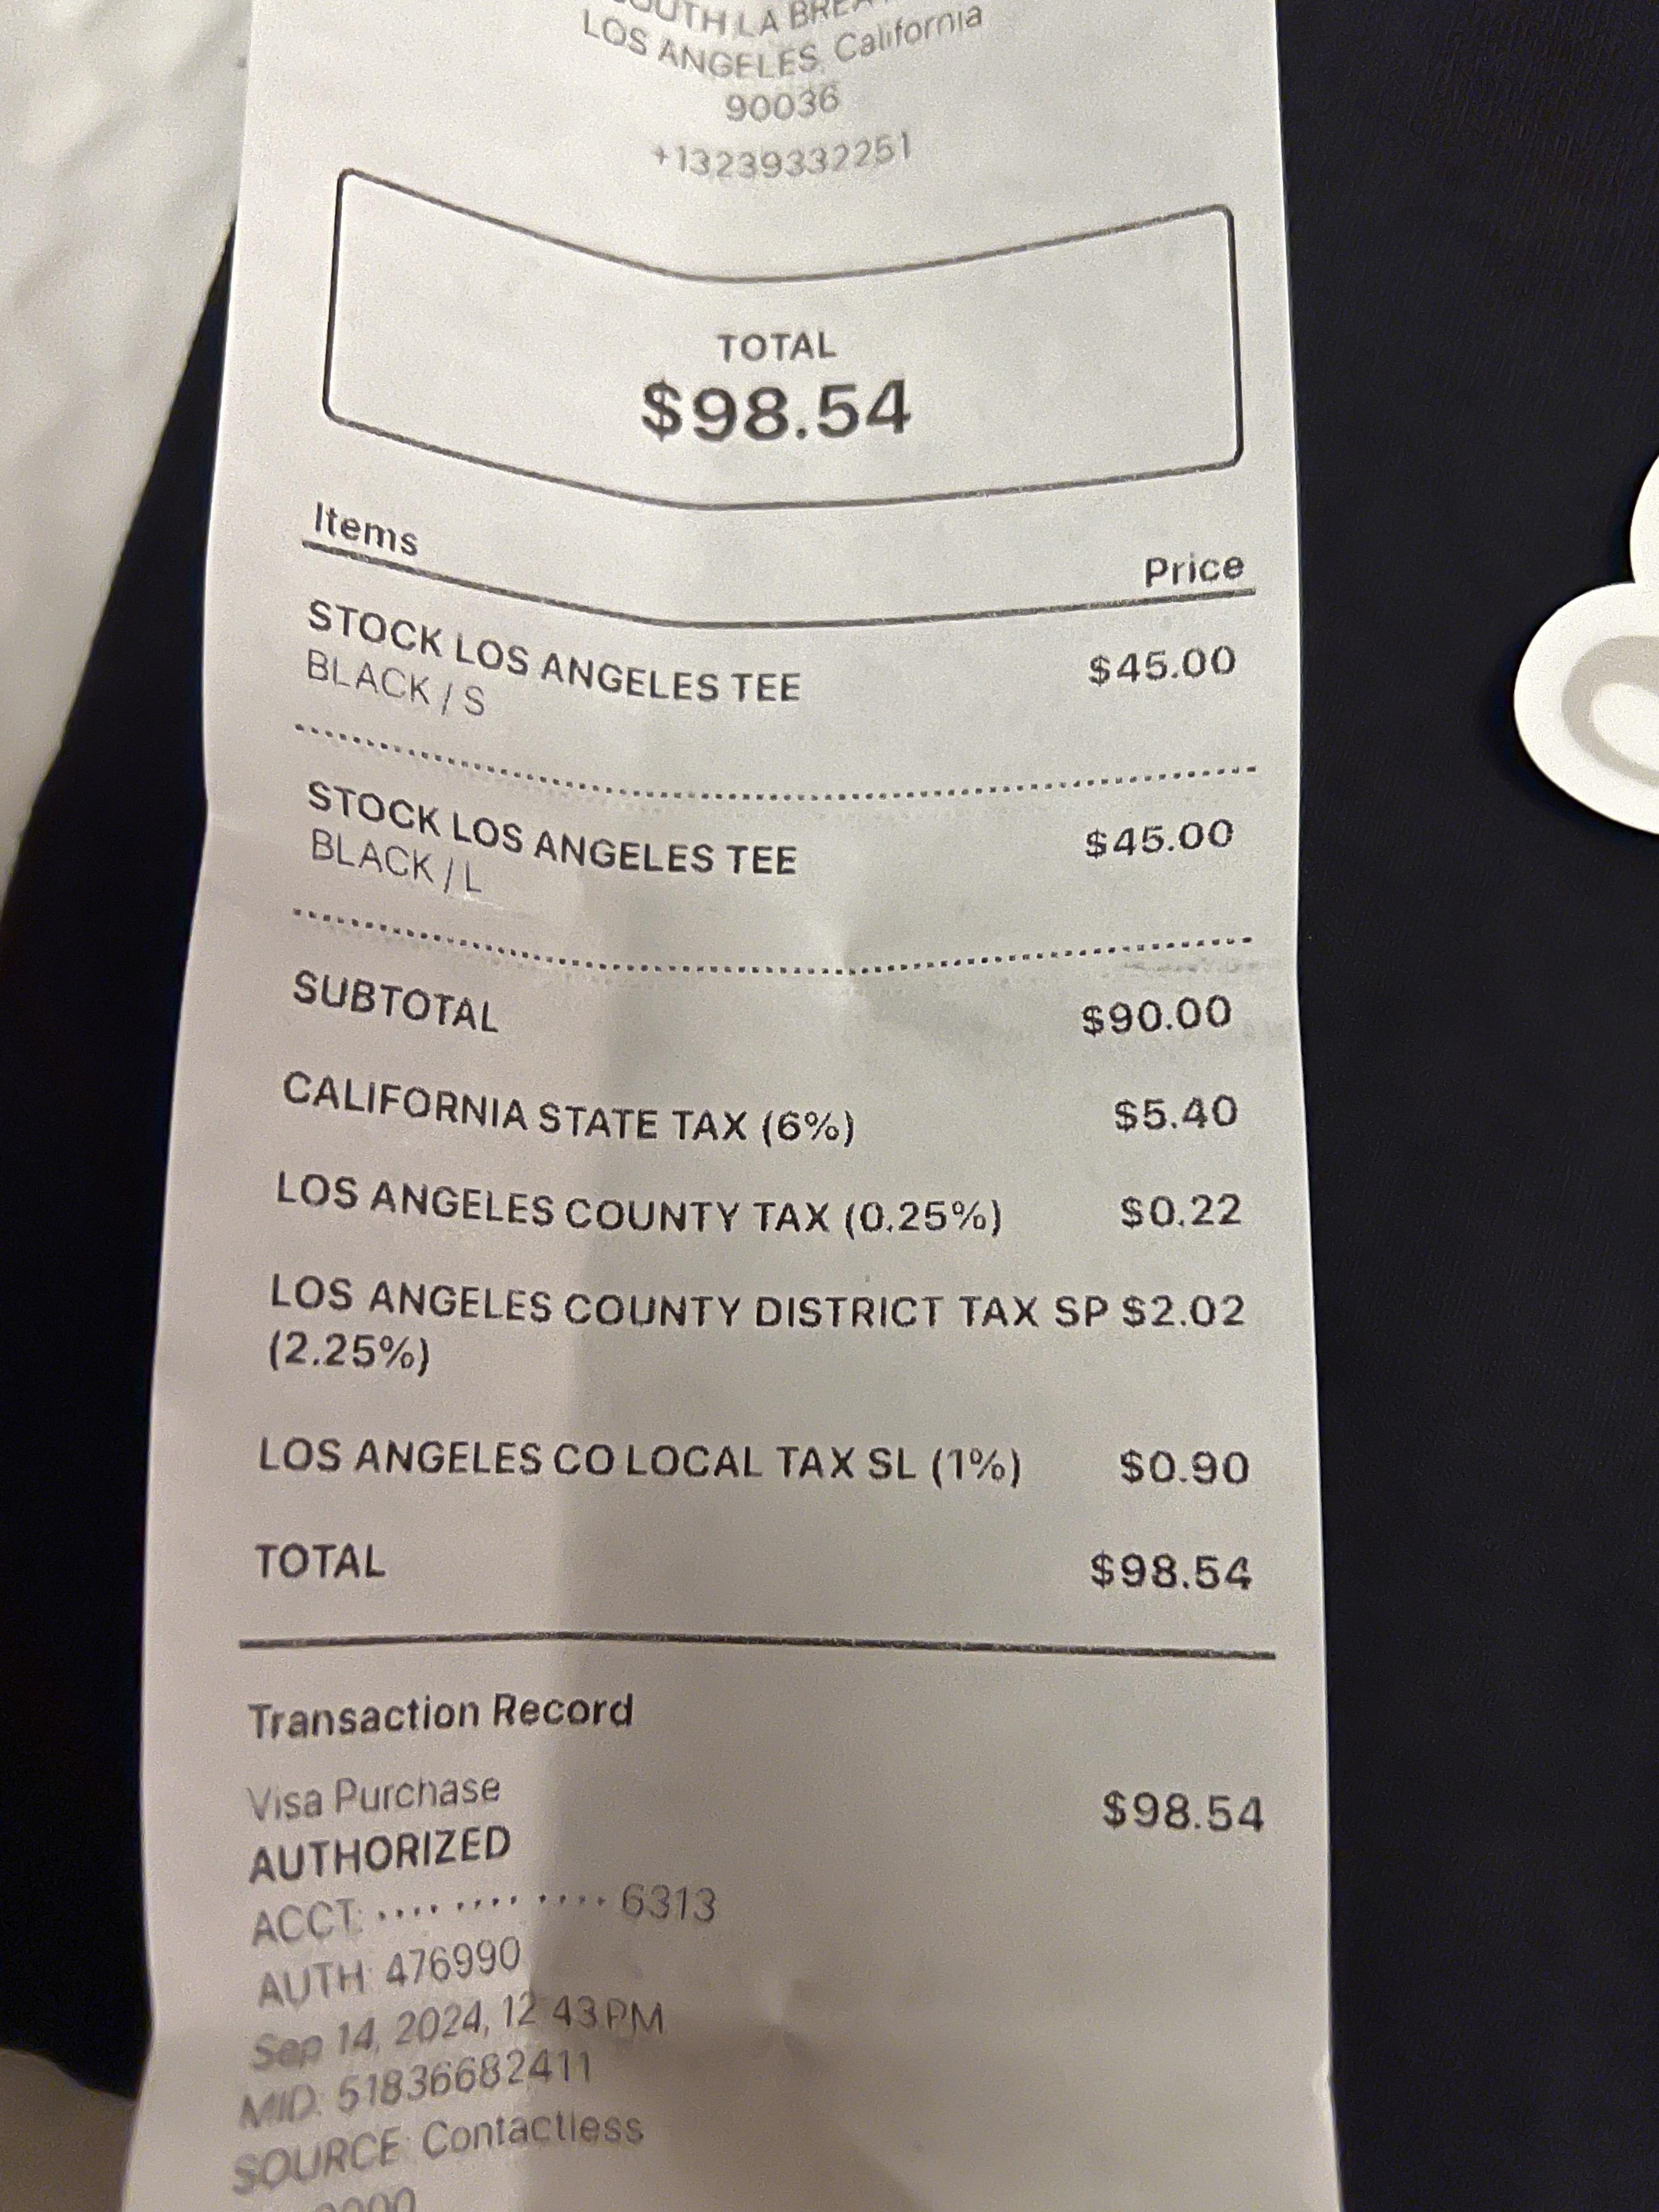 SOUTH LA BREA
LOS ANGELES, California
90036
+13239332251
TOTAL
$98.54
Items Price
STOCK LOS ANGELES TEE $45.00
BLACK / S
STOCK LOS ANGELES TEE $45.00
BLACK / L
SUBTOTAL $90.00
CALIFORNIA STATE TAX (6%) $5.40
LOS ANGELES COUNTY TAX (0.25%) $0.22
LOS ANGELES COUNTY DISTRICT TAX SP $2.02
(2.25%)
LOS ANGELES CO LOCAL TAX SL (1%) $0.90
TOTAL $98.54
Transaction Record
Visa Purchase $98.54
AUTHORIZED
ACCT: ···· ···· ···· 6313
AUTH: 476990
Sep 14, 2024, 12:43 PM
MID: 51836682411
SOURCE: Contactless